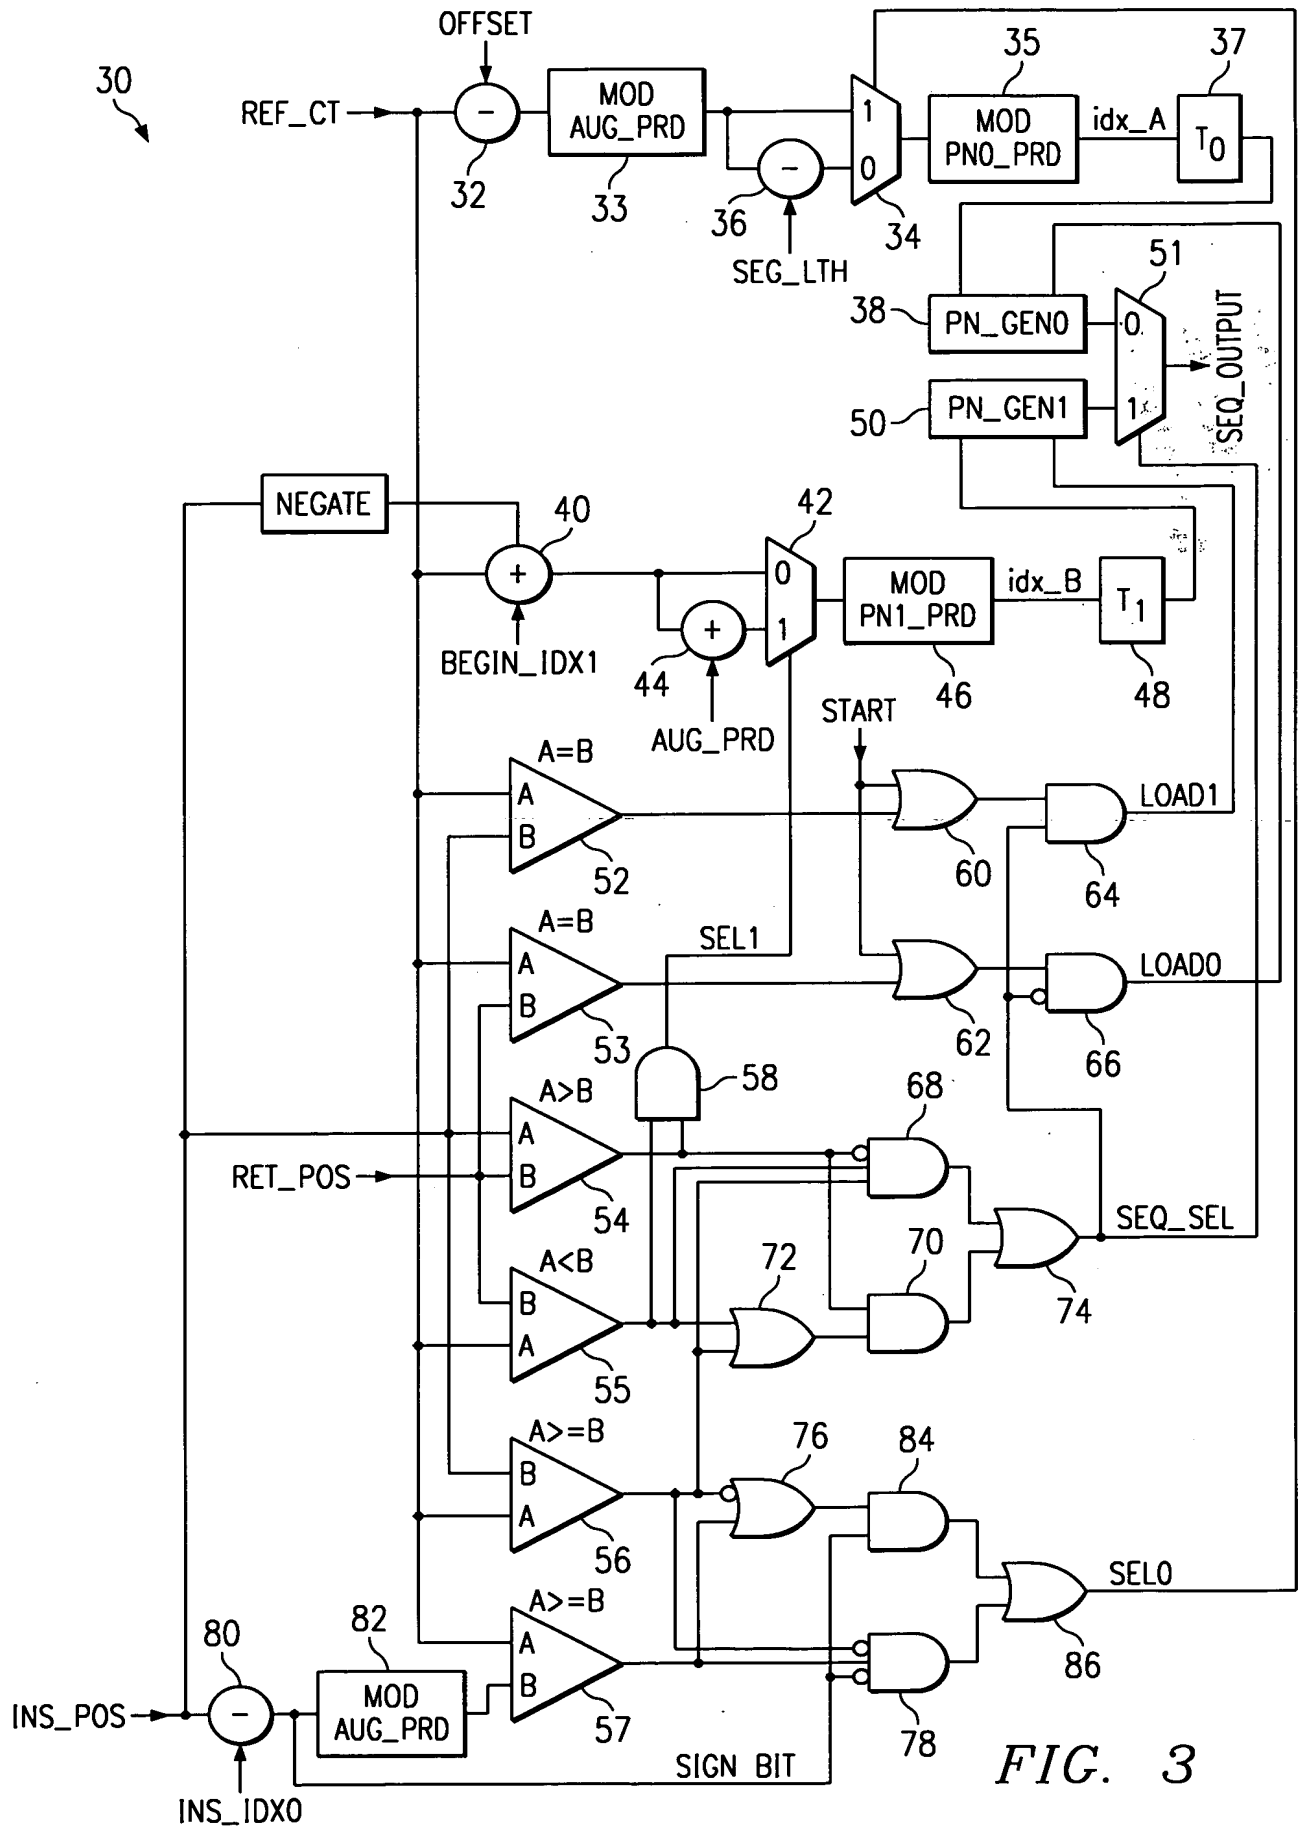 OFFSET
30
REF_CT
−
32
MOD
AUG_PRD
33
−
36
SEG_LTH
1
0
34
35
MOD
PN0_PRD
idx_A
37
T0
38
PN_GEN0
50
PN_GEN1
0
1
51
SEQ_OUTPUT
NEGATE
40
+
BEGIN_IDX1
44
+
AUG_PRD
42
0
1
MOD
PN1_PRD
46
idx_B
T1
48
START
A=B
A
B
52
60
64
LOAD1
A=B
A
B
53
SEL1
62
66
LOAD0
58
A>B
A
B
54
RET_POS
68
SEQ_SEL
74
A<B
B
A
55
72
70
A>=B
B
A
56
76
84
SEL0
86
A>=B
A
B
57
78
80
82
INS_POS
−
INS_IDX0
MOD
AUG_PRD
SIGN BIT
FIG. 3